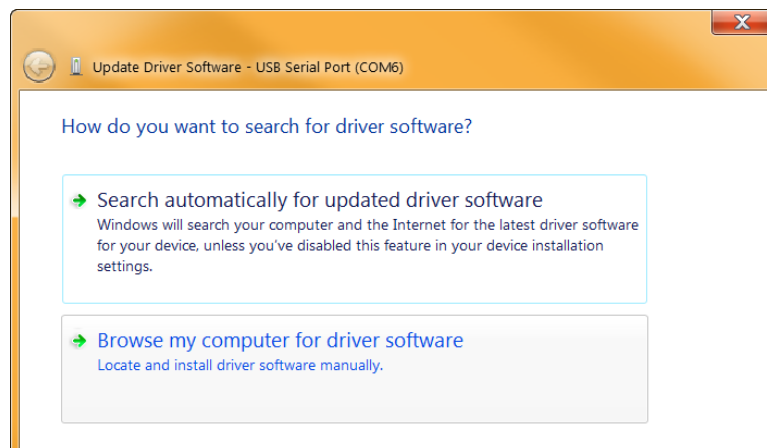 Update Driver Software - USB Serial Port (COM6)
How do you want to search for driver software?
Search automatically for updated driver software
Windows will search your computer and the Internet for the latest driver software
for your device, unless you've disabled this feature in your device installation
settings.
Browse my computer for driver software
Locate and install driver software manually.